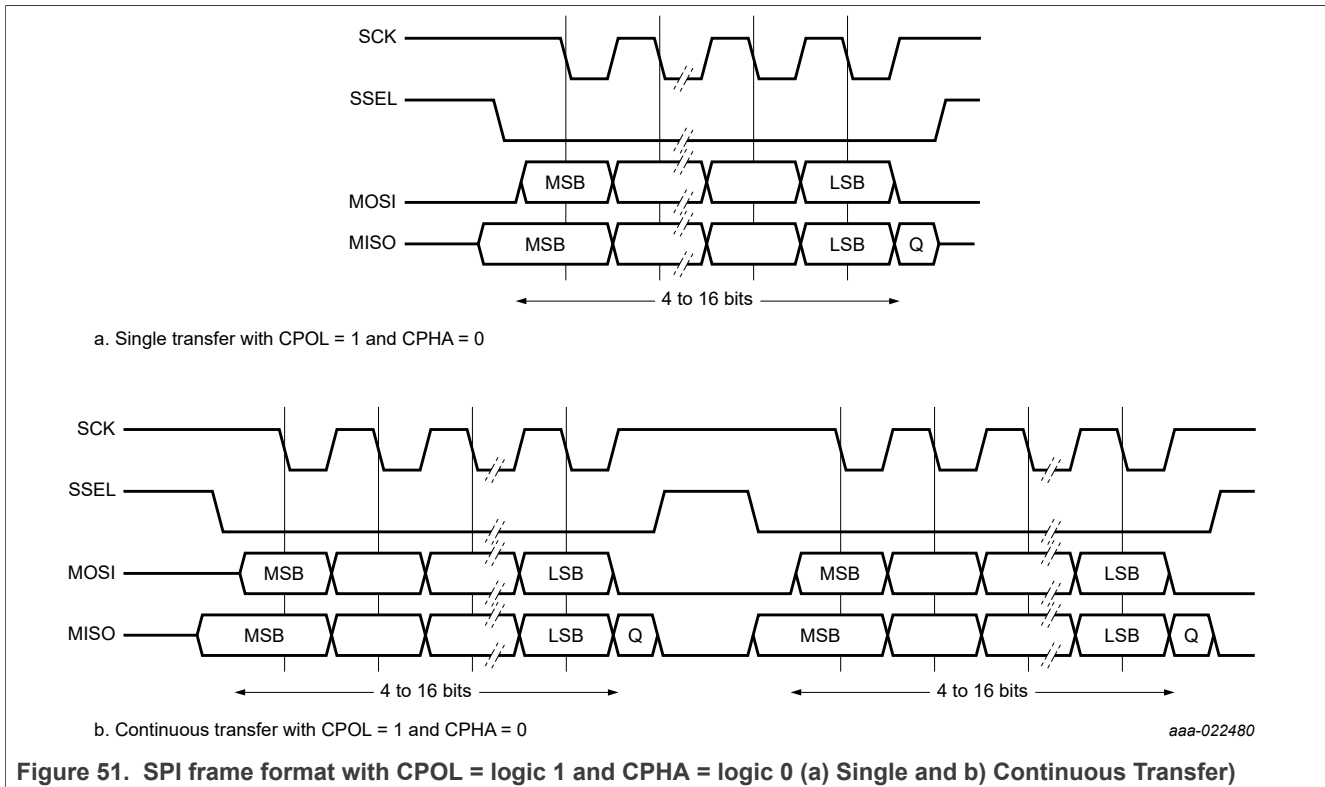 SCK
SSEL
MSB LSB
MOSI
MISO MSB LSB Q
4 to 16 bits
a. Single transfer with CPOL = 1 and CPHA = 0
SCK
SSEL
MOSI MSB LSB MSB LSB
MISO MSB LSB Q MSB LSB Q
4 to 16 bits 4 to 16 bits
b. Continuous transfer with CPOL = 1 and CPHA = 0 aaa-022480
Figure 51. SPI frame format with CPOL = logic 1 and CPHA = logic 0 (a) Single and b) Continuous Transfer)